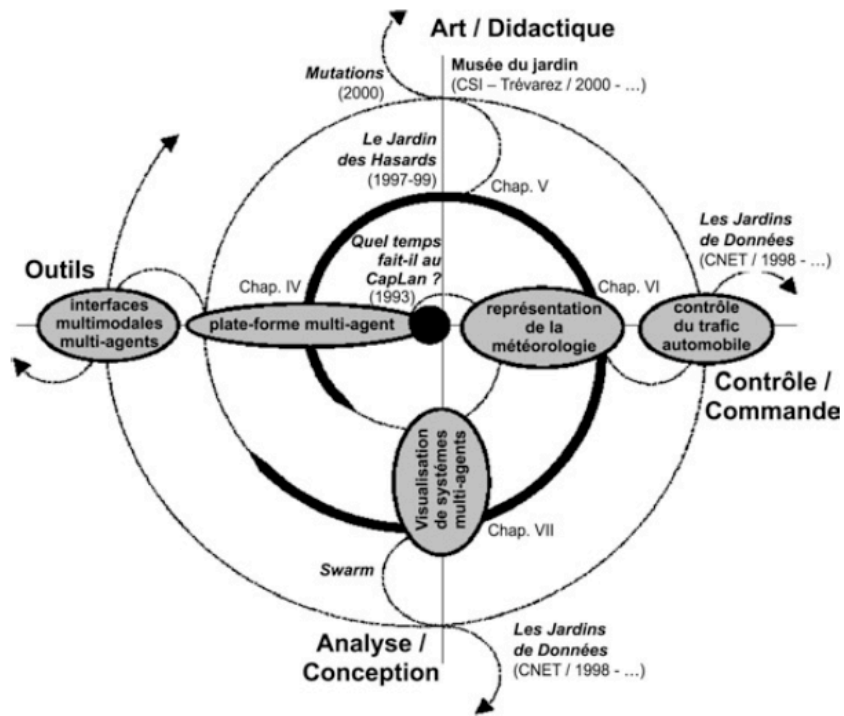 Art / Didactique
Mutations
(2000)
Musée du jardin
(CSI – Trévarez / 2000 - ...)
Le Jardin
des Hasards
(1997-99)
Chap. V
Quel temps
fait-il au
CapLan ?
(1993)
Les Jardins
de Données
(CNET / 1998 - ...)
Outils
Chap. IV
Chap. VI
interfaces
multimodales
multi-agents
plate-forme multi-agent
représentation
de la
météorologie
contrôle
du trafic
automobile
Contrôle /
Commande
Visualisation
de systémes
multi-agents
Chap. VII
Swarm
Analyse /
Conception
Les Jardins
de Données
(CNET / 1998 - ...)